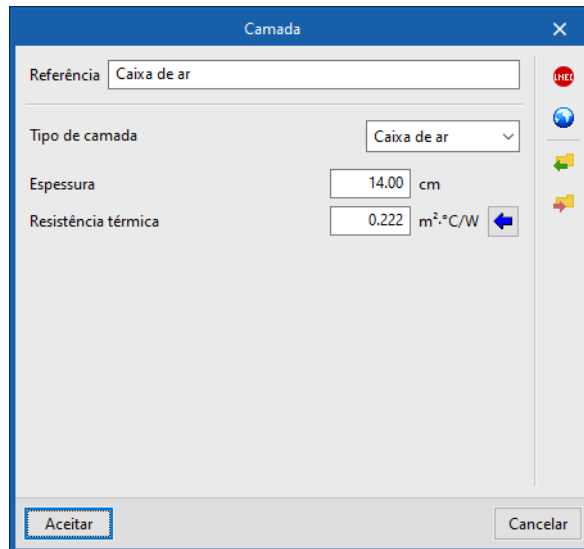 Camada
Referência Caixa de ar
LNEC
Tipo de camada Caixa de ar
Espessura 14.00 cm
Resistência térmica 0.222 m²·°C/W
Aceitar Cancelar